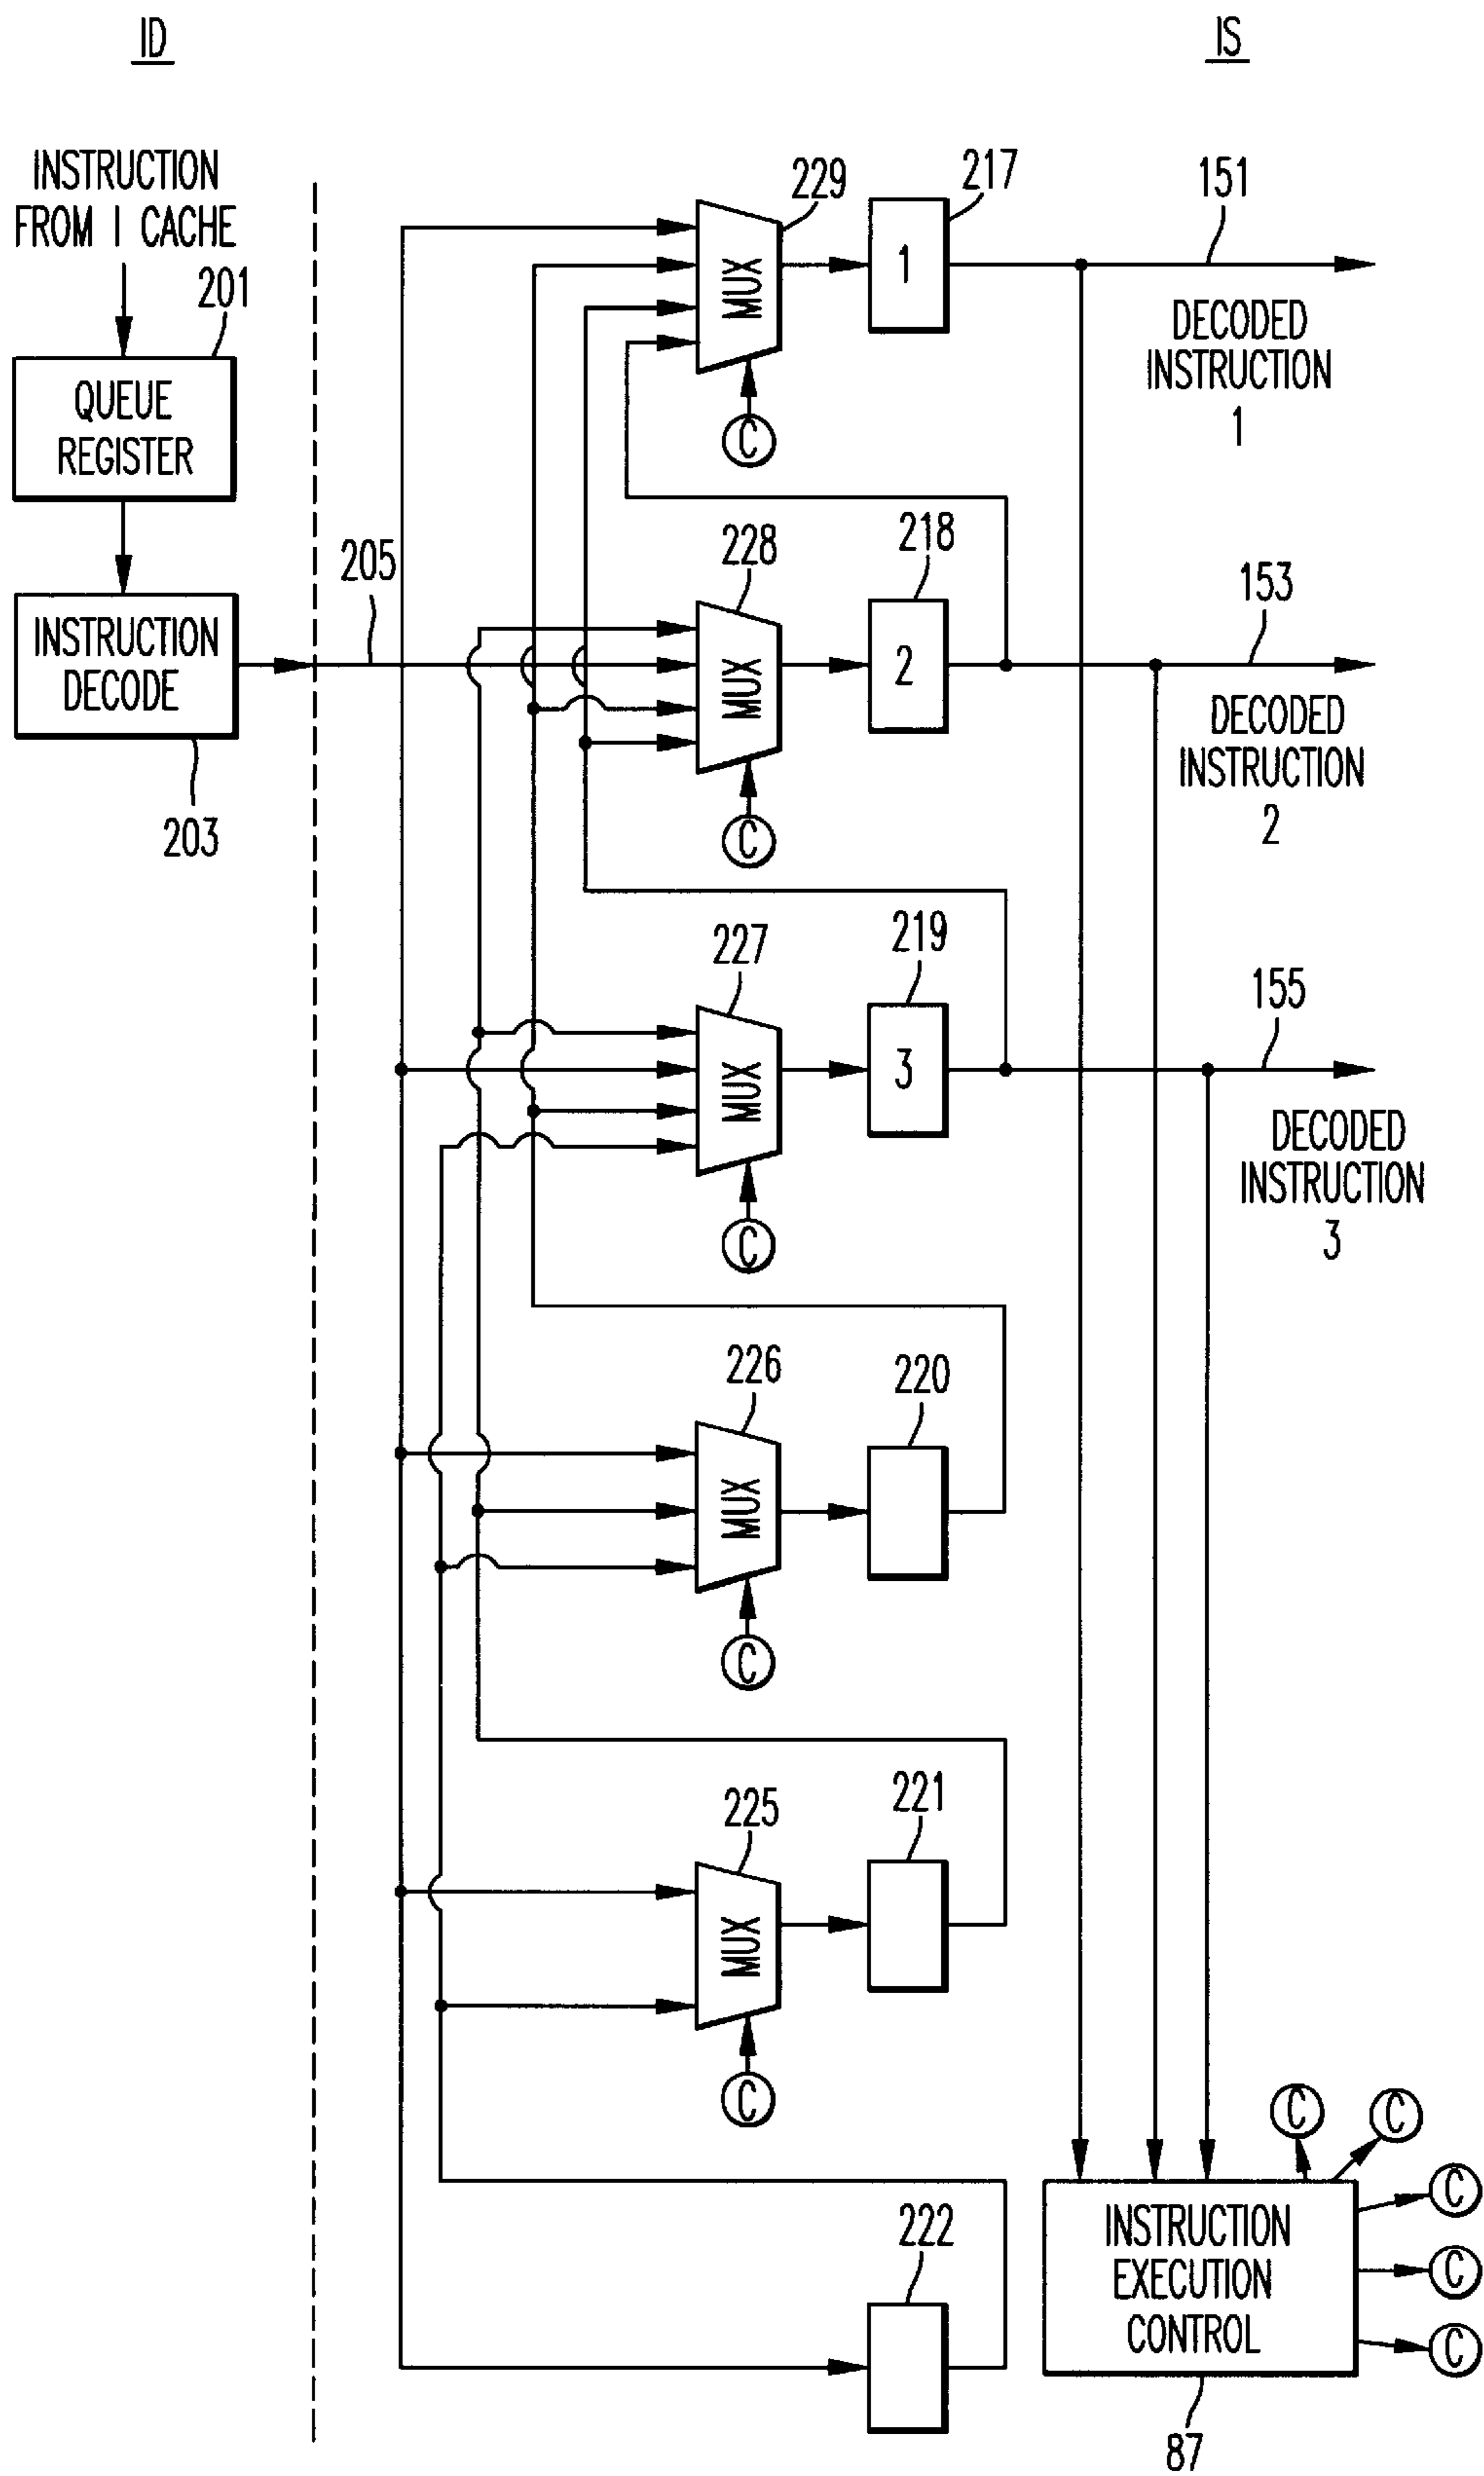 ID
IS
INSTRUCTION
FROM I CACHE
201
QUEUE
REGISTER
INSTRUCTION
DECODE
203
205
229
MUX
C
217
1
151
DECODED
INSTRUCTION
1
228
MUX
C
218
2
153
DECODED
INSTRUCTION
2
227
MUX
C
219
3
155
DECODED
INSTRUCTION
3
226
MUX
C
220
225
MUX
C
221
222
C
C
C
C
C
INSTRUCTION
EXECUTION
CONTROL
87